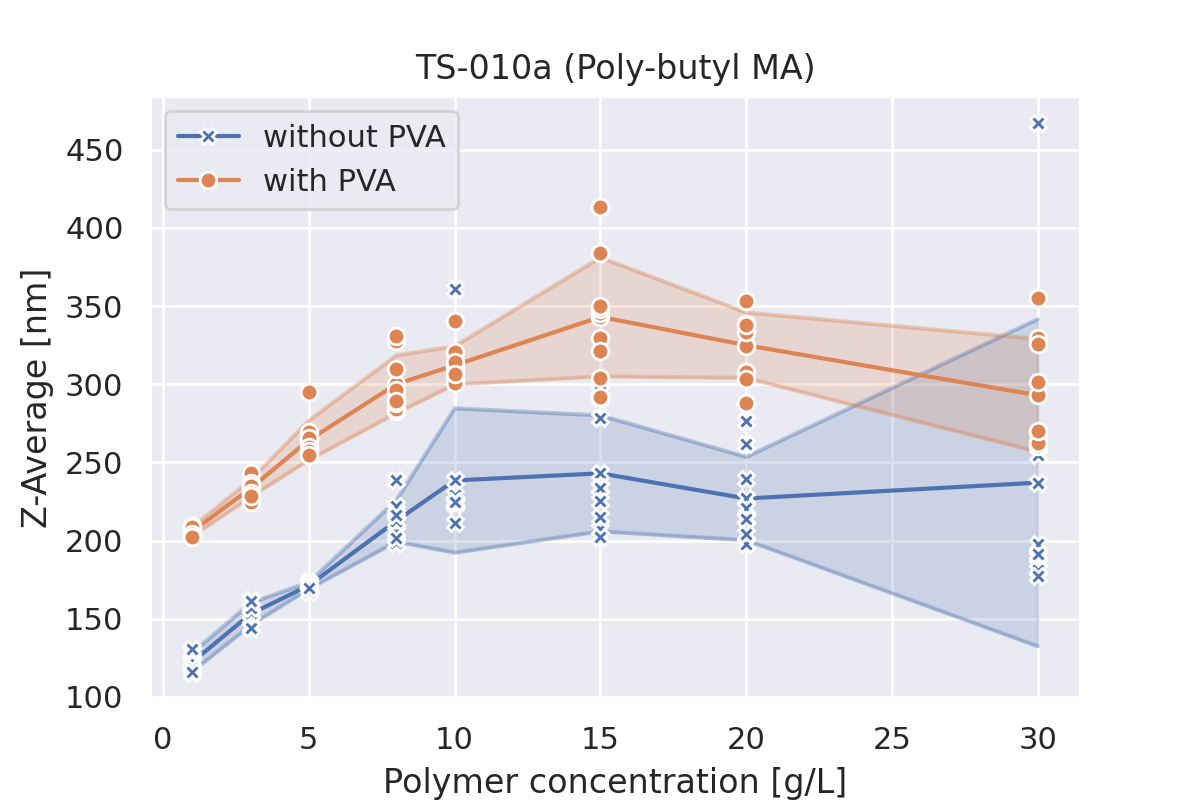 TS-010a (Poly-butyl MA)
without PVA
with PVA
Z-Average [nm]
450
400
350
300
250
200
150
100
0 5 10 15 20 25 30
Polymer concentration [g/L]